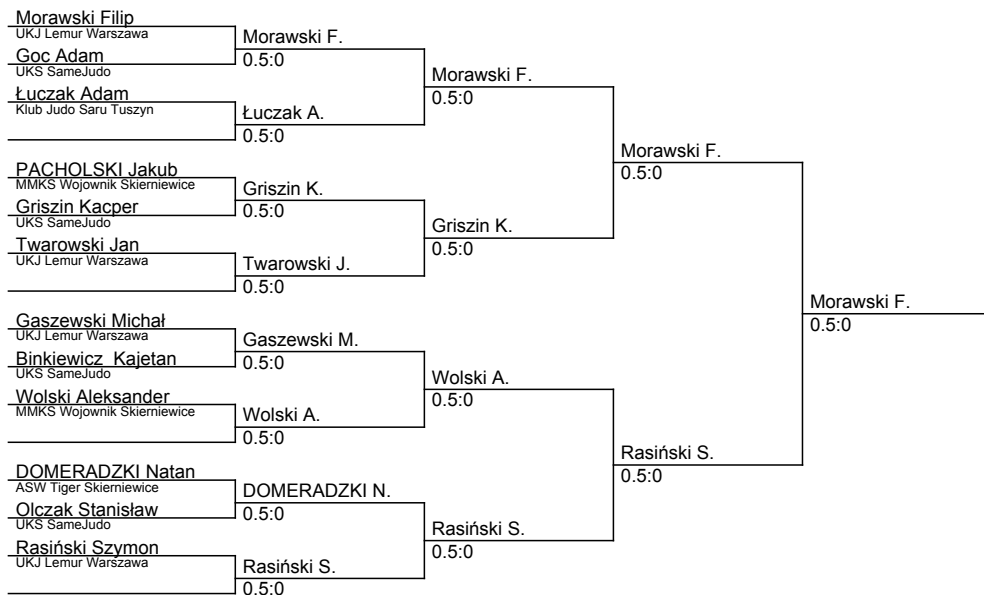 Morawski Filip
UKJ Lemur Warszawa
Goc Adam
UKS SameJudo
Łuczak Adam
Klub Judo Saru Tuszyn
PACHOLSKI Jakub
MMKS Wojownik Skierniewice
Griszin Kacper
UKS SameJudo
Twarowski Jan
UKJ Lemur Warszawa
Gaszewski Michał
UKJ Lemur Warszawa
Binkiewicz Kajetan
UKS SameJudo
Wolski Aleksander
MMKS Wojownik Skierniewice
DOMERADZKI Natan
ASW Tiger Skierniewice
Olczak Stanisław
UKS SameJudo
Rasiński Szymon
UKJ Lemur Warszawa
Morawski F.
0.5:0
Łuczak A.
0.5:0
Griszin K.
0.5:0
Twarowski J.
0.5:0
Gaszewski M.
0.5:0
Wolski A.
0.5:0
DOMERADZKI N.
0.5:0
Rasiński S.
0.5:0
Morawski F.
0.5:0
Griszin K.
0.5:0
Wolski A.
0.5:0
Rasiński S.
0.5:0
Morawski F.
0.5:0
Rasiński S.
0.5:0
Morawski F.
0.5:0